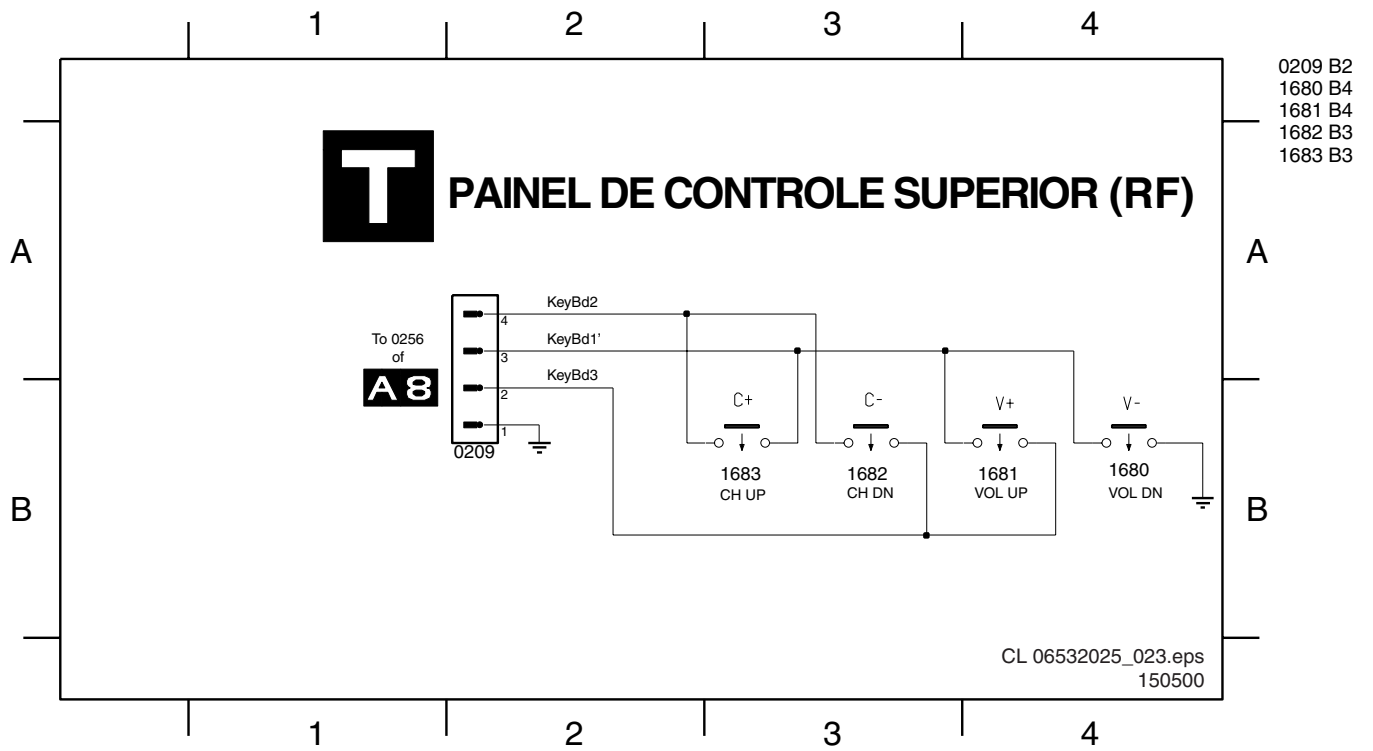 1 2 3 4
0209 B2
1680 B4
1681 B4
1682 B3
1683 B3
T PAINEL DE CONTROLE SUPERIOR (RF)
A A
KeyBd2
4
To 0256
of
A 8
KeyBd1'
3
KeyBd3
2
1
0209
C+ C- V+ V-
1683 1682 1681 1680
CH UP CH DN VOL UP VOL DN
B B
CL 06532025_023.eps
150500
1 2 3 4